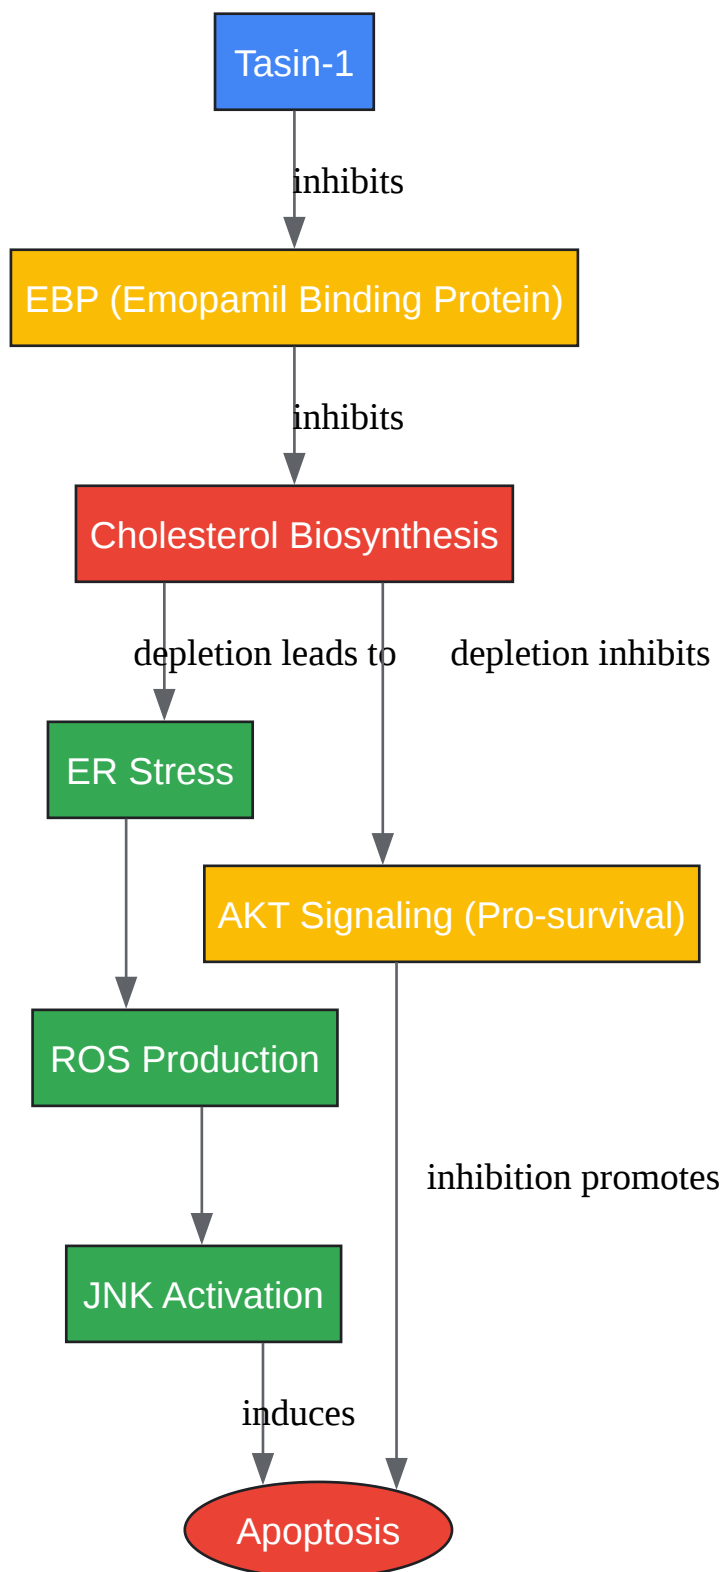 Tasin-1
inhibits
EBP (Emopamil Binding Protein)
inhibits
Cholesterol Biosynthesis
depletion leads to
depletion inhibits
ER Stress
AKT Signaling (Pro-survival)
ROS Production
inhibition promotes
JNK Activation
induces
Apoptosis